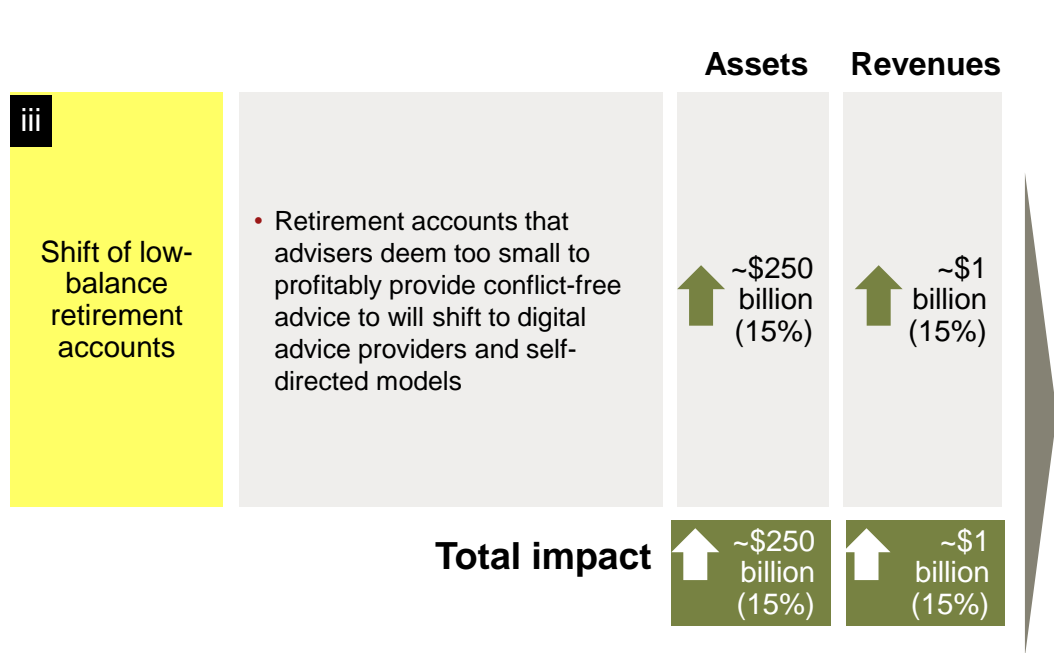 Assets Revenues
iii
Shift of low-
balance
retirement
accounts
• Retirement accounts that
advisers deem too small to
profitably provide conflict-free
advice to will shift to digital
advice providers and self-
directed models
~$250
billion
(15%)
~$1
billion
(15%)
Total impact
~$250
billion
(15%)
~$1
billion
(15%)